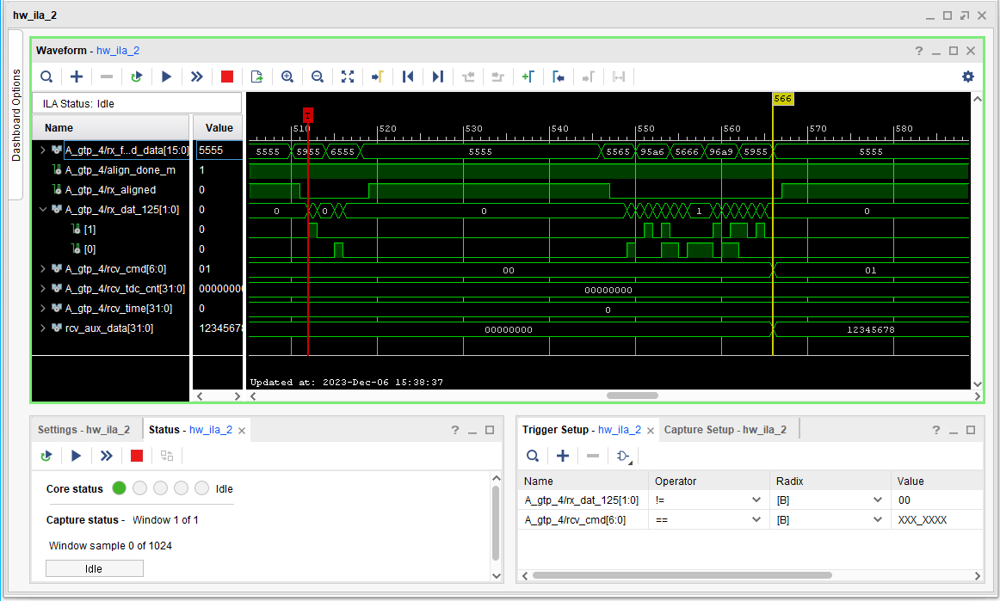 hw_ila_2
Dashboard Options
Waveform - hw_ila_2
ILA Status: Idle
Name Value
T 566
510 520 530 540 550 560 570 580
A_gtp_4/rx_f...d_data[15:0] 5555 5555 5955 6555 5555 5565 95a6 5666 96a9 5955 5555
A_gtp_4/align_done_m 1
A_gtp_4/rx_aligned 0
A_gtp_4/rx_dat_125[1:0] 0 0 0 0 1 0
[1] 0
[0] 0
A_gtp_4/rcv_cmd[6:0] 01 00 01
A_gtp_4/rcv_tdc_cnt[31:0] 00000000 00000000
A_gtp_4/rcv_time[31:0] 0 0
rcv_aux_data[31:0] 12345678 00000000 12345678
Updated at: 2023-Dec-06 15:38:37
Settings - hw_ila_2 Status - hw_ila_2
Core status Idle
Capture status - Window 1 of 1
Window sample 0 of 1024
Idle
Trigger Setup - hw_ila_2 Capture Setup - hw_ila_2
Name Operator Radix Value
A_gtp_4/rx_dat_125[1:0] != [B] 00
A_gtp_4/rcv_cmd[6:0] == [B] XXX_XXXX